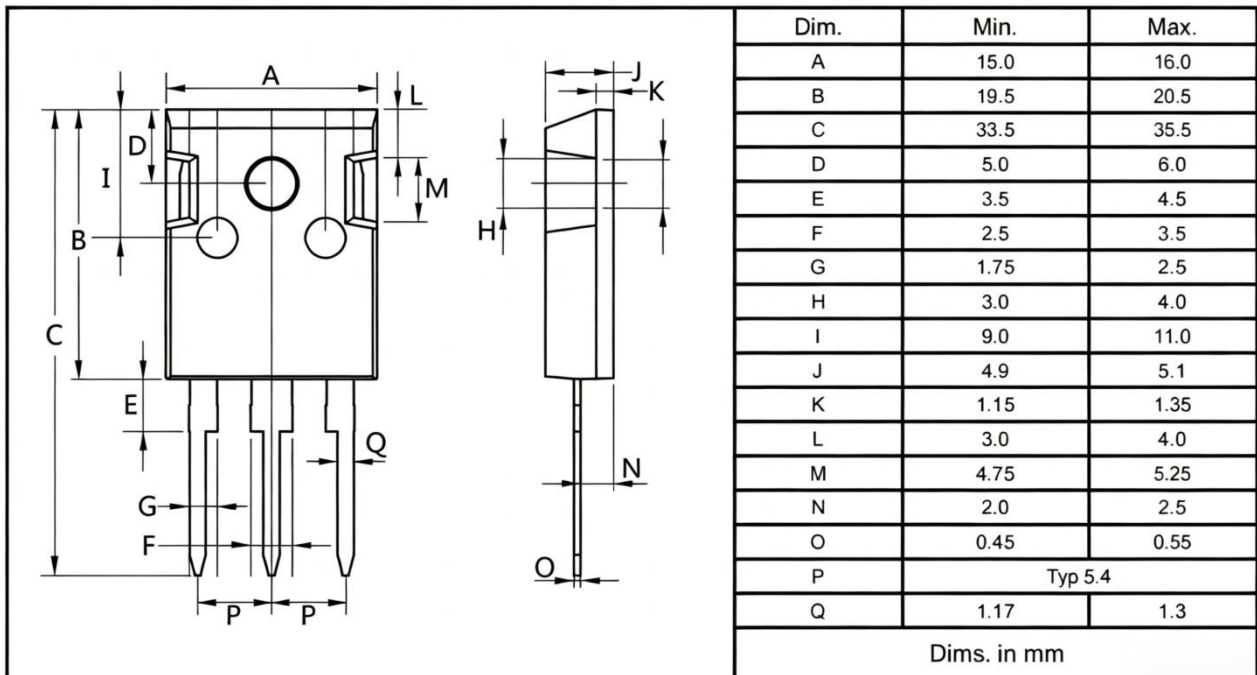 A
L
D
I
M
B
C
E
Q
G
F
P P
J
K
H
N
O
Dim. Min. Max.
A 15.0 16.0
B 19.5 20.5
C 33.5 35.5
D 5.0 6.0
E 3.5 4.5
F 2.5 3.5
G 1.75 2.5
H 3.0 4.0
I 9.0 11.0
J 4.9 5.1
K 1.15 1.35
L 3.0 4.0
M 4.75 5.25
N 2.0 2.5
O 0.45 0.55
P Typ 5.4
Q 1.17 1.3
Dims. in mm